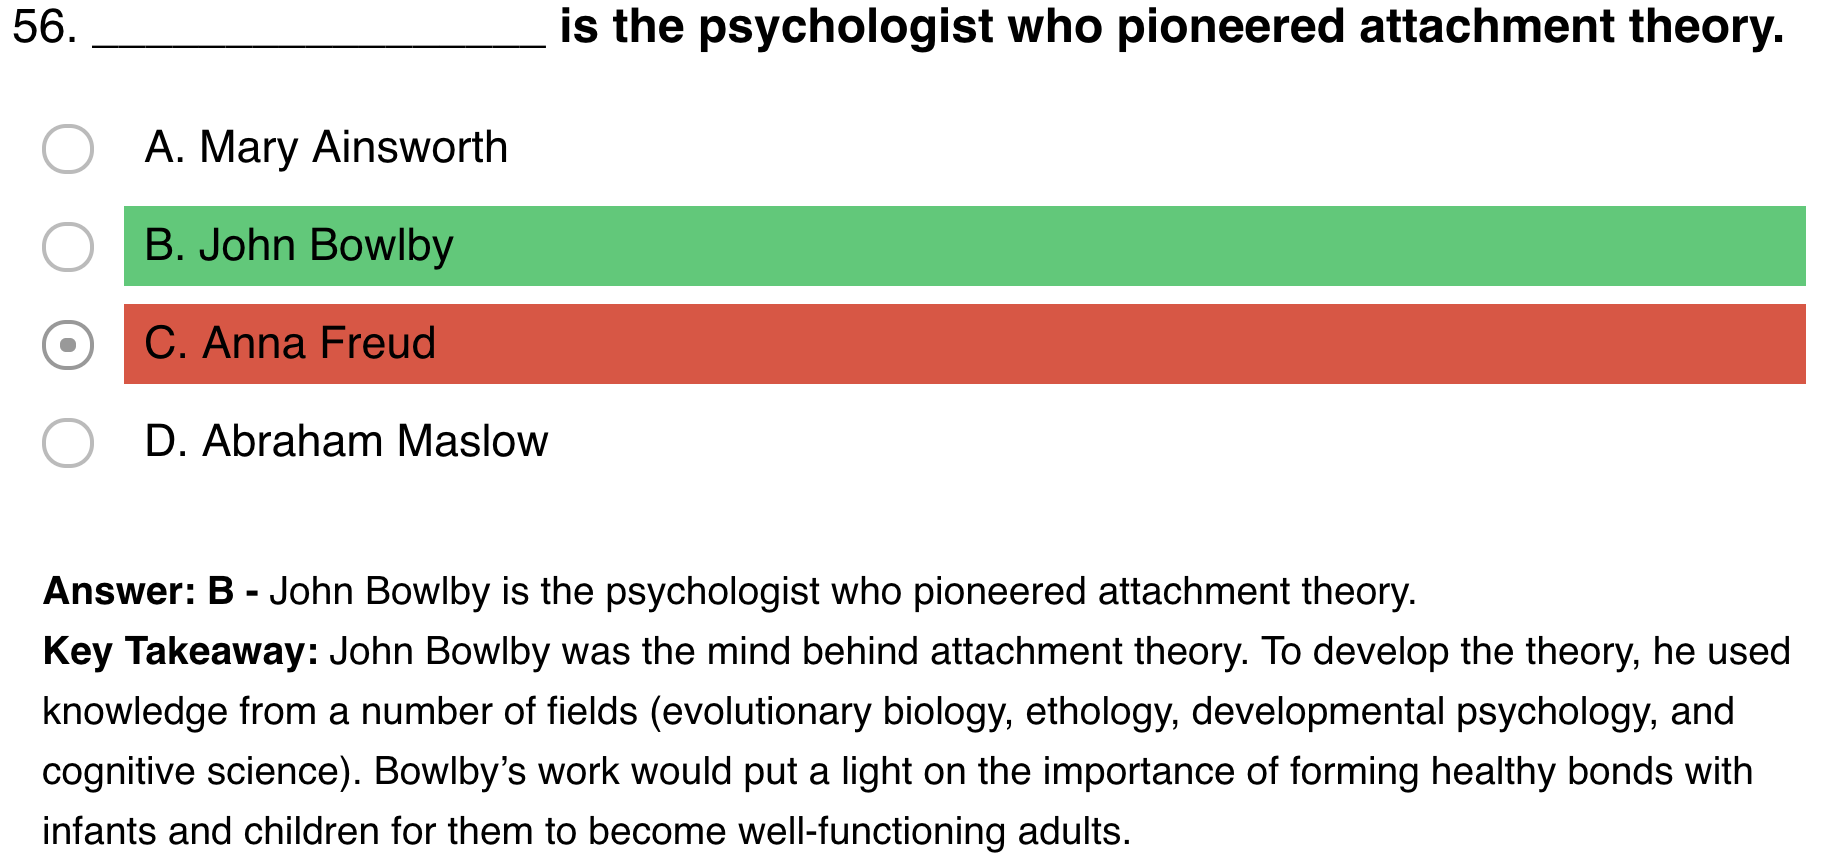 56. _________________ is the psychologist who pioneered attachment theory.
A. Mary Ainsworth
B. John Bowlby
C. Anna Freud
D. Abraham Maslow
Answer: B - John Bowlby is the psychologist who pioneered attachment theory.
Key Takeaway: John Bowlby was the mind behind attachment theory. To develop the theory, he used
knowledge from a number of fields (evolutionary biology, ethology, developmental psychology, and
cognitive science). Bowlby’s work would put a light on the importance of forming healthy bonds with
infants and children for them to become well-functioning adults.